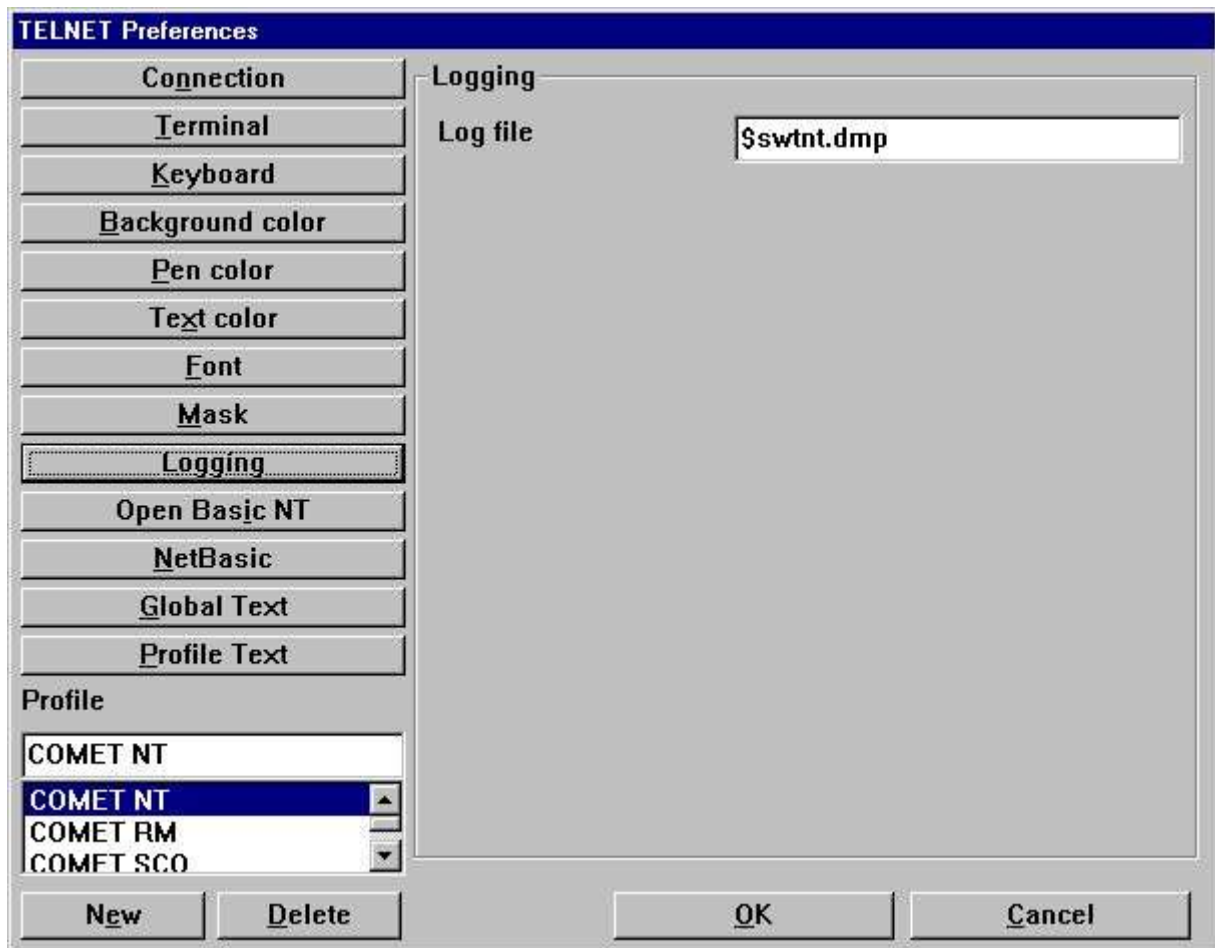 TELNET Preferences
Connection
Terminal
Keyboard
Background color
Pen color
Text color
Font
Mask
Logging
Open Basic NT
NetBasic
Global Text
Profile Text
Profile
COMET NT
COMET NT
COMET RM
COMET SCO
New
Delete
Logging
Log file
$swtnt.dmp
OK
Cancel